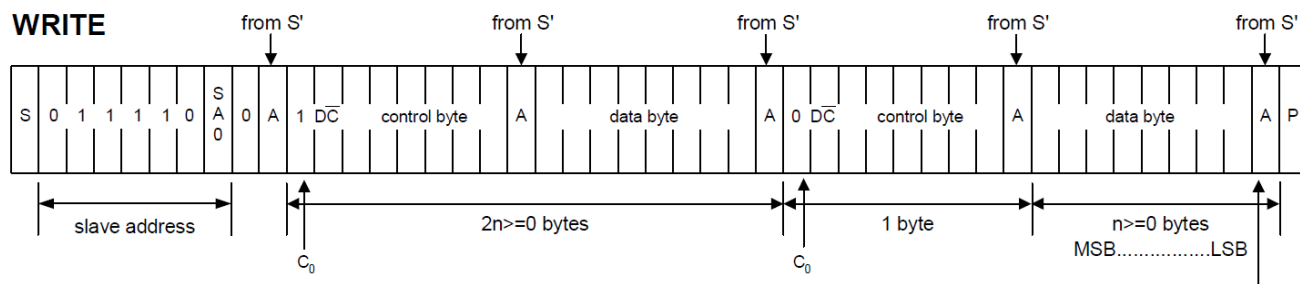 WRITE
from S' from S' from S' from S' from S'
S 0 1 1 1 1 0 SA0 0 A 1 DC̅ control byte A data byte A 0 DC̅ control byte A data byte A P
slave address 2n>=0 bytes 1 byte n>=0 bytes
MSB..................LSB
C₀ C₀